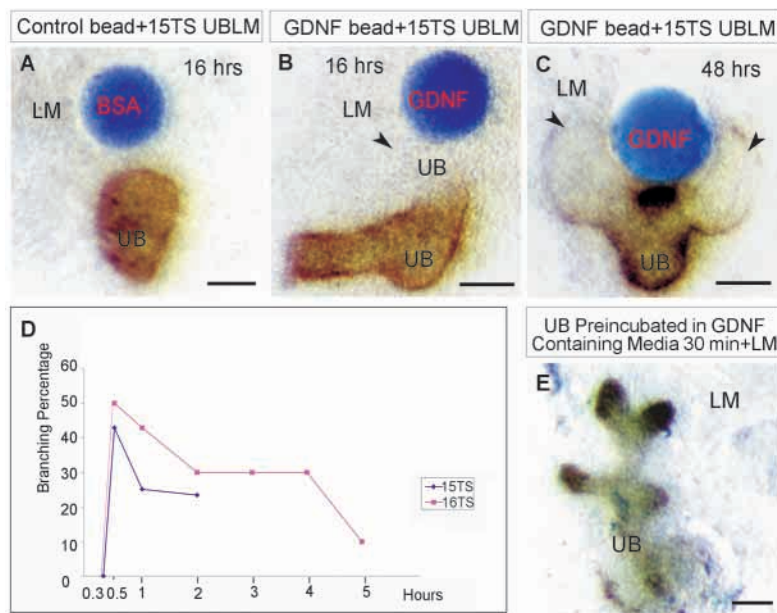 Control bead+15TS UBLM
GDNF bead+15TS UBLM
GDNF bead+15TS UBLM
A
16 hrs
LM
BSA
UB
B
16 hrs
LM
GDNF
UB
UB
C
48 hrs
LM
GDNF
UB
D
Branching Percentage
60
50
40
30
20
10
0
0.3 0.5 1 2 3 4 5 Hours
15TS
16TS
UB Preincubated in GDNF
Containing Media 30 min+LM
E
LM
UB